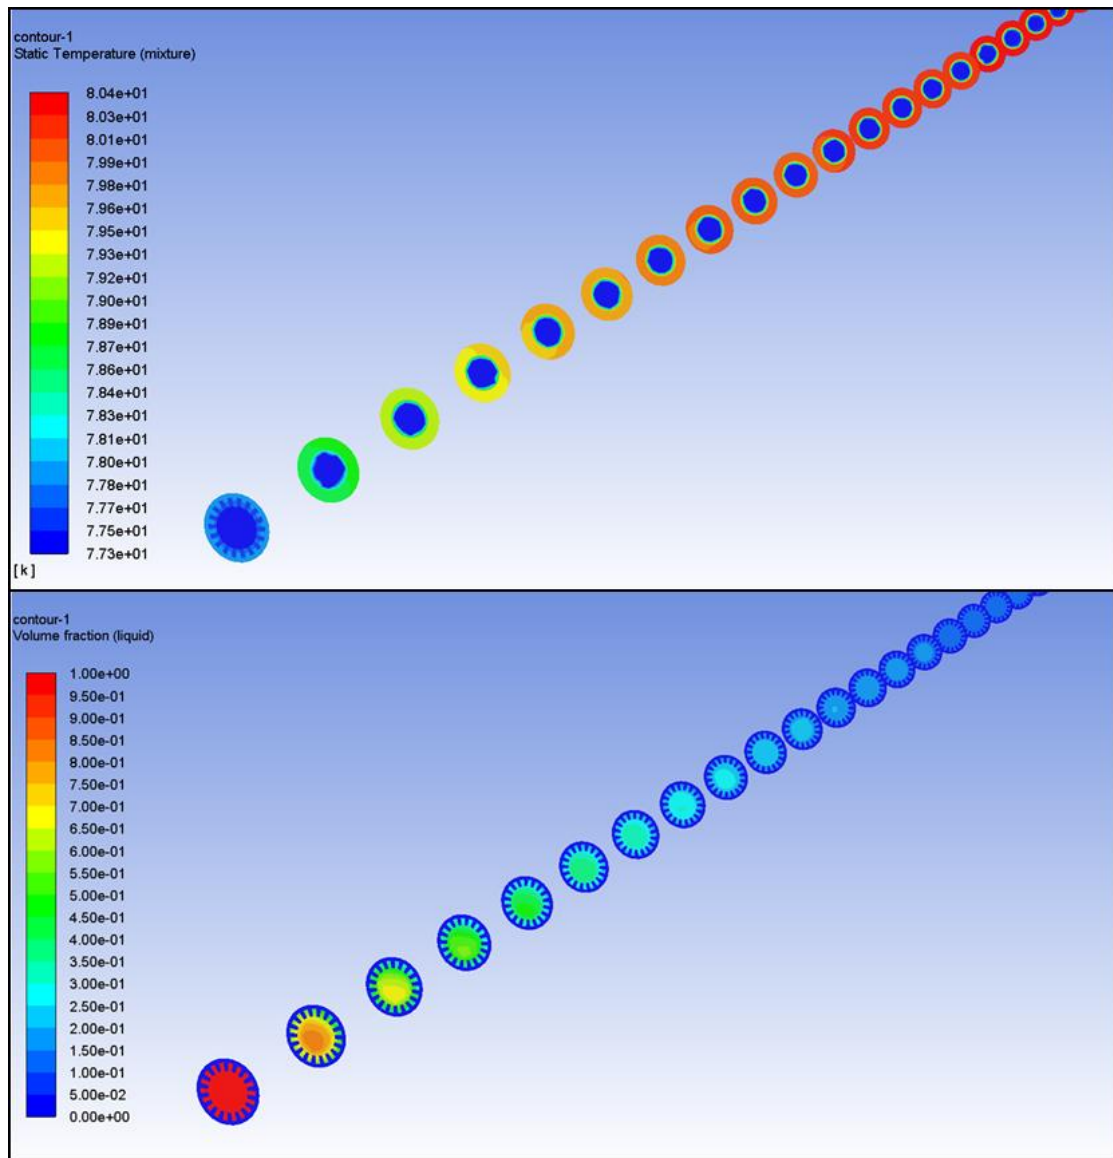 contour-1
Static Temperature (mixture)
8.04e+01
8.03e+01
8.01e+01
7.99e+01
7.98e+01
7.96e+01
7.95e+01
7.93e+01
7.92e+01
7.90e+01
7.89e+01
7.87e+01
7.86e+01
7.84e+01
7.83e+01
7.81e+01
7.80e+01
7.78e+01
7.77e+01
7.75e+01
7.73e+01
[k]
contour-1
Volume fraction (liquid)
1.00e+00
9.50e-01
9.00e-01
8.50e-01
8.00e-01
7.50e-01
7.00e-01
6.50e-01
6.00e-01
5.50e-01
5.00e-01
4.50e-01
4.00e-01
3.50e-01
3.00e-01
2.50e-01
2.00e-01
1.50e-01
1.00e-01
5.00e-02
0.00e+00